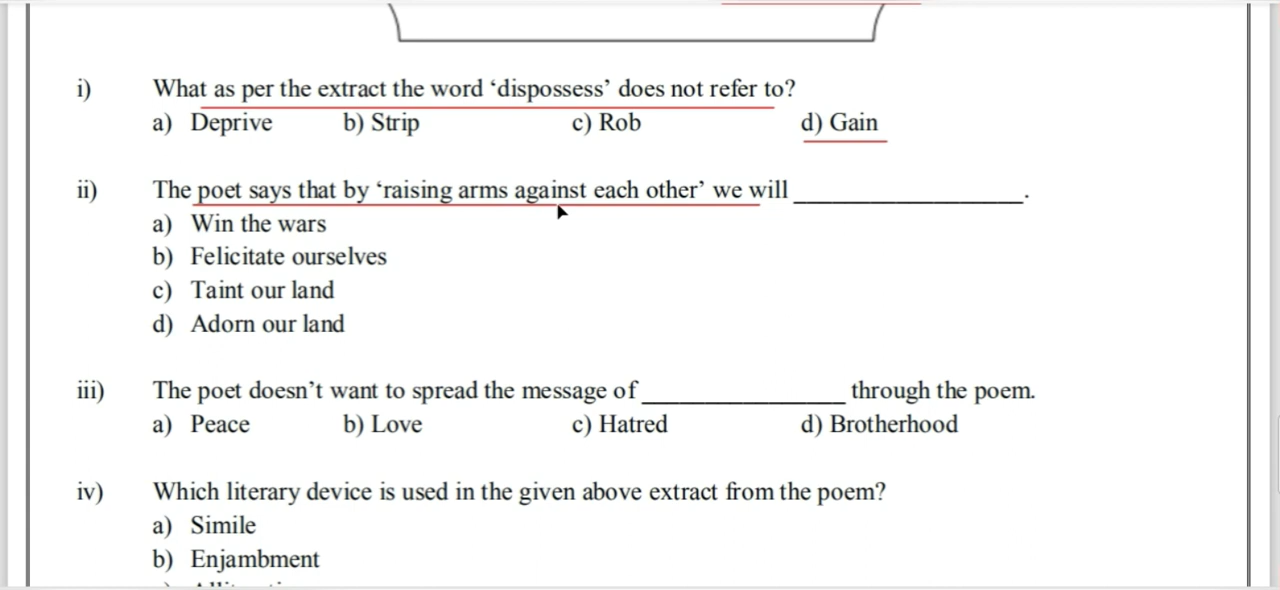 i) What as per the extract the word ‘dispossess’ does not refer to?
a) Deprive b) Strip c) Rob d) Gain
ii) The poet says that by ‘raising arms against each other’ we will ____________________.
a) Win the wars
b) Felicitate ourselves
c) Taint our land
d) Adorn our land
iii) The poet doesn’t want to spread the message of __________________ through the poem.
a) Peace b) Love c) Hatred d) Brotherhood
iv) Which literary device is used in the given above extract from the poem?
a) Simile
b) Enjambment